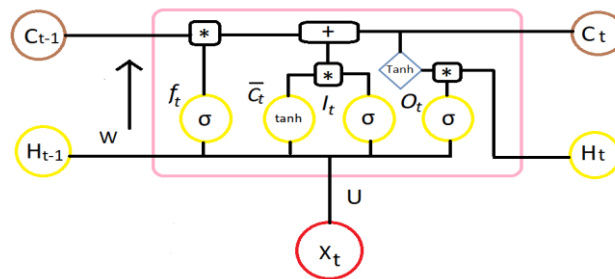 Ct-1 * + Ct
Tanh *
ft C̅t * It Ot
σ tanh σ σ
W
Ht-1 Ht
U
Xt